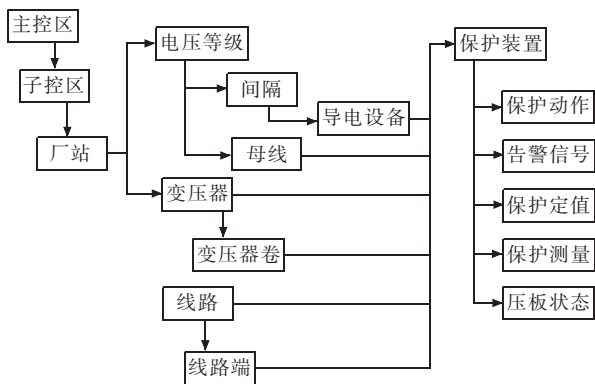 主控区
子控区
厂站
电压等级
间隔
导电设备
母线
变压器
变压器卷
线路
线路端
保护装置
保护动作
告警信号
保护定值
保护测量
压板状态